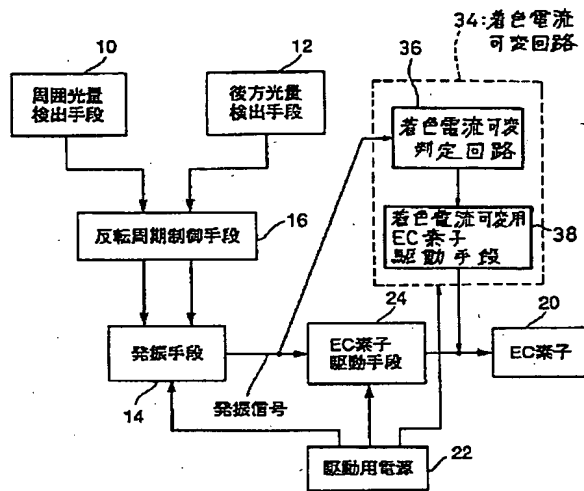 34:着色電流
可変回路
10
周囲光量
検出手段
12
後方光量
検出手段
36
着色電流可変
判定回路
反転周期制御手段
16
着色電流可変用
EC素子
駆動手段
38
発振手段
14
発振信号
24
EC素子
駆動手段
20
EC素子
駆動用電源
22